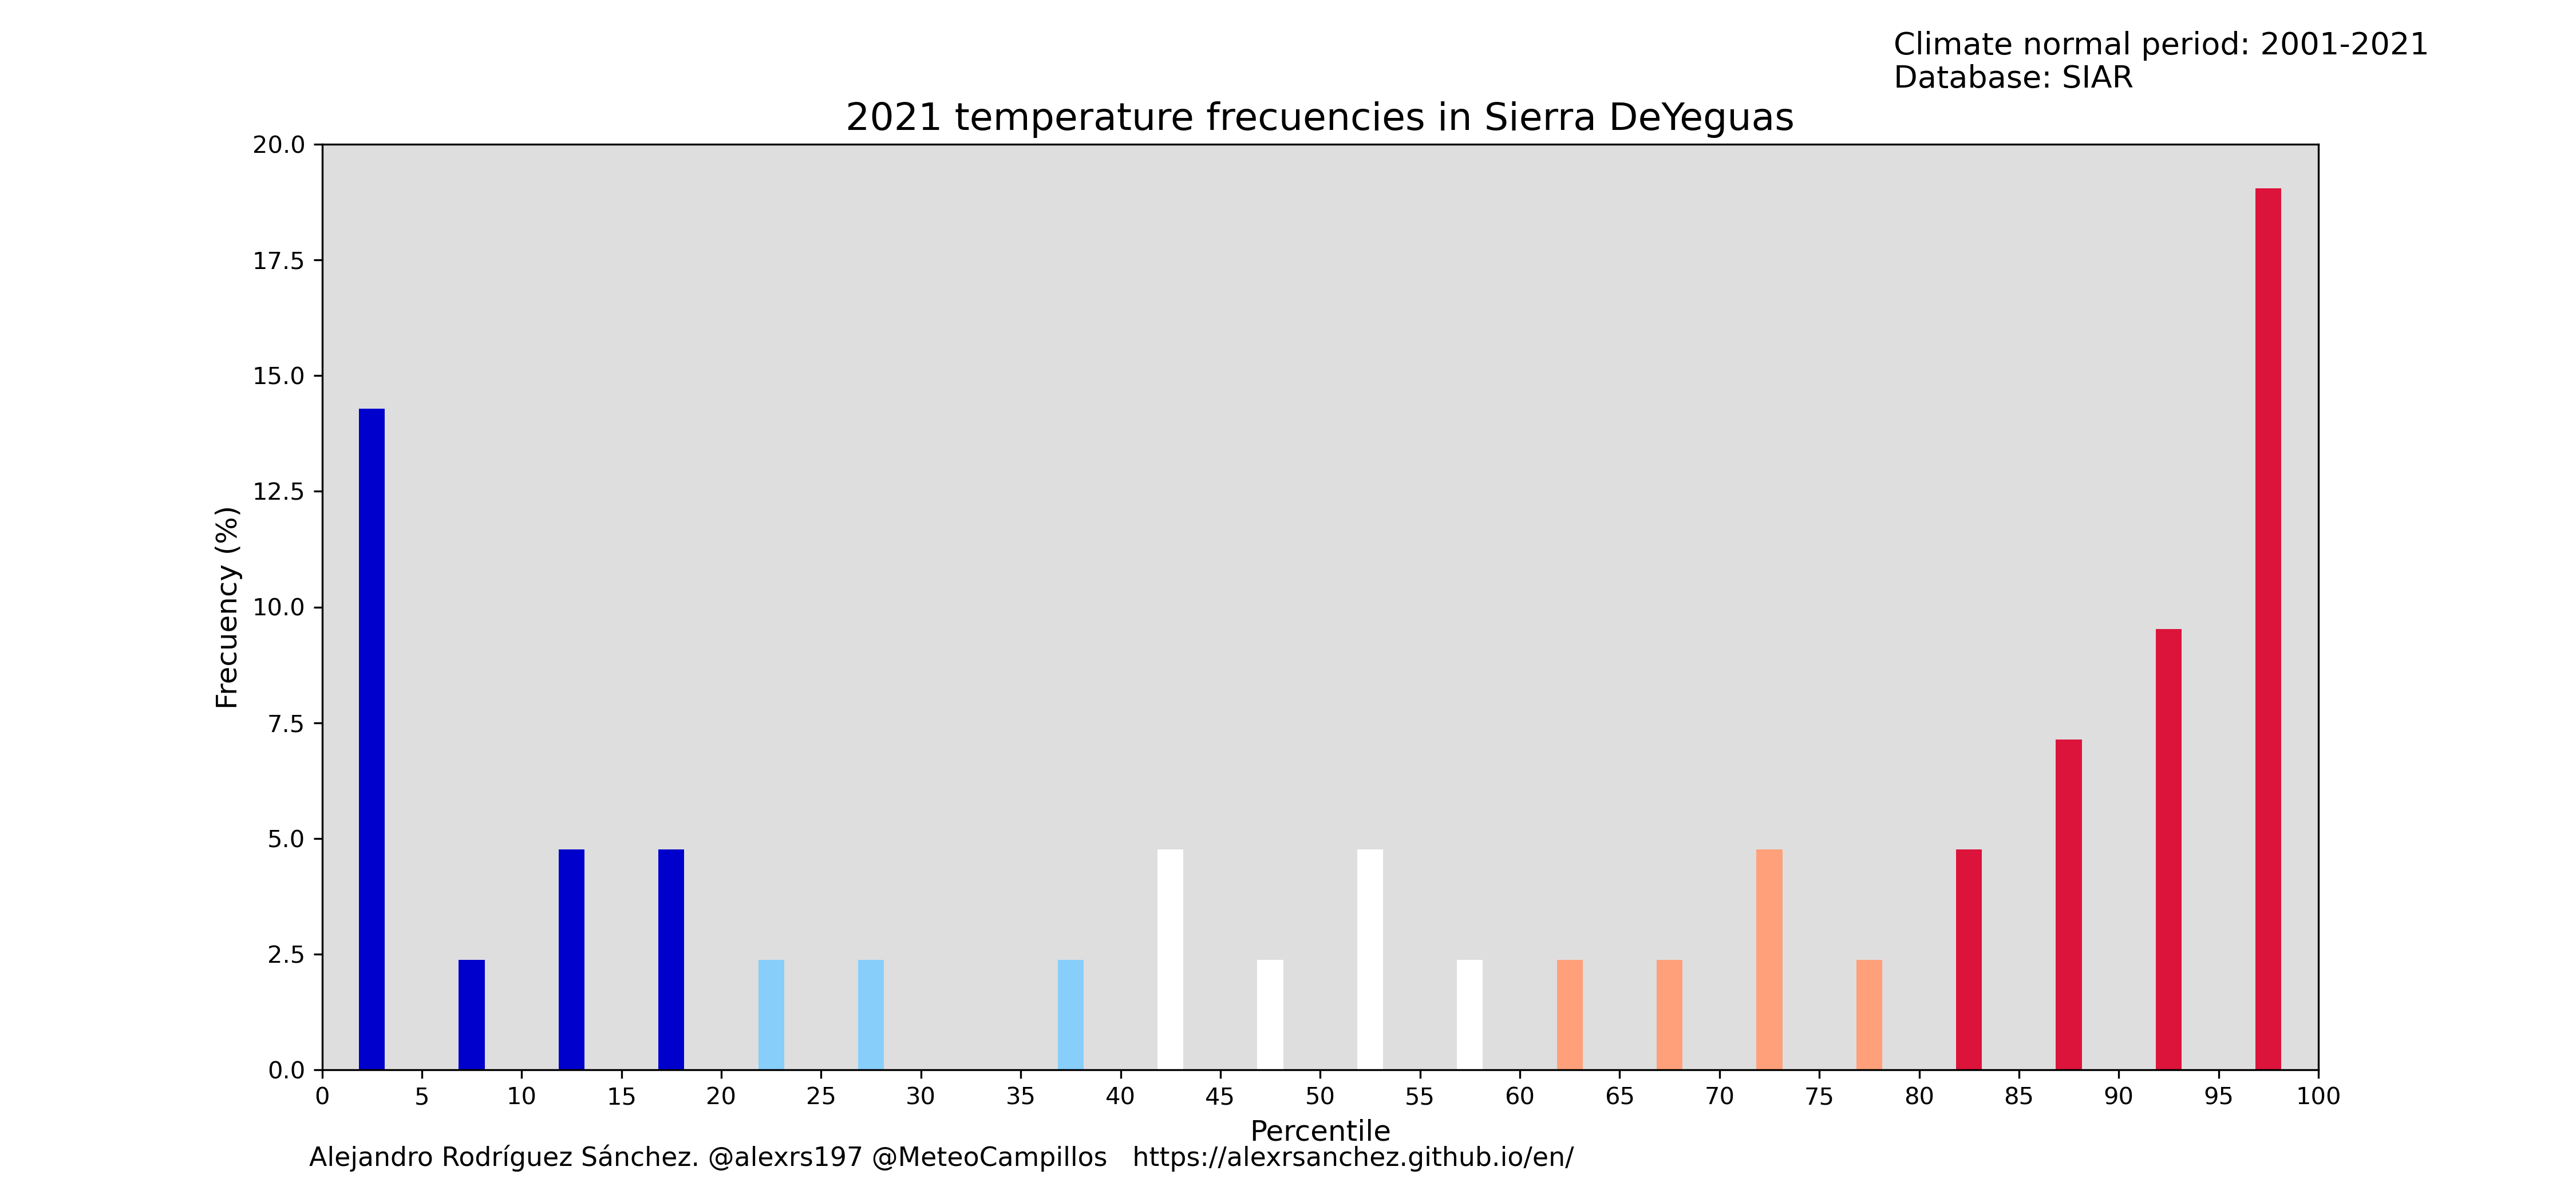 Climate normal period: 2001-2021
Database: SIAR
2021 temperature frecuencies in Sierra DeYeguas
Frecuency (%)
20.0
17.5
15.0
12.5
10.0
7.5
5.0
2.5
0.0
0 5 10 15 20 25 30 35 40 45 50 55 60 65 70 75 80 85 90 95 100
Percentile
Alejandro Rodríguez Sánchez. @alexrs197 @MeteoCampillos https://alexrsanchez.github.io/en/